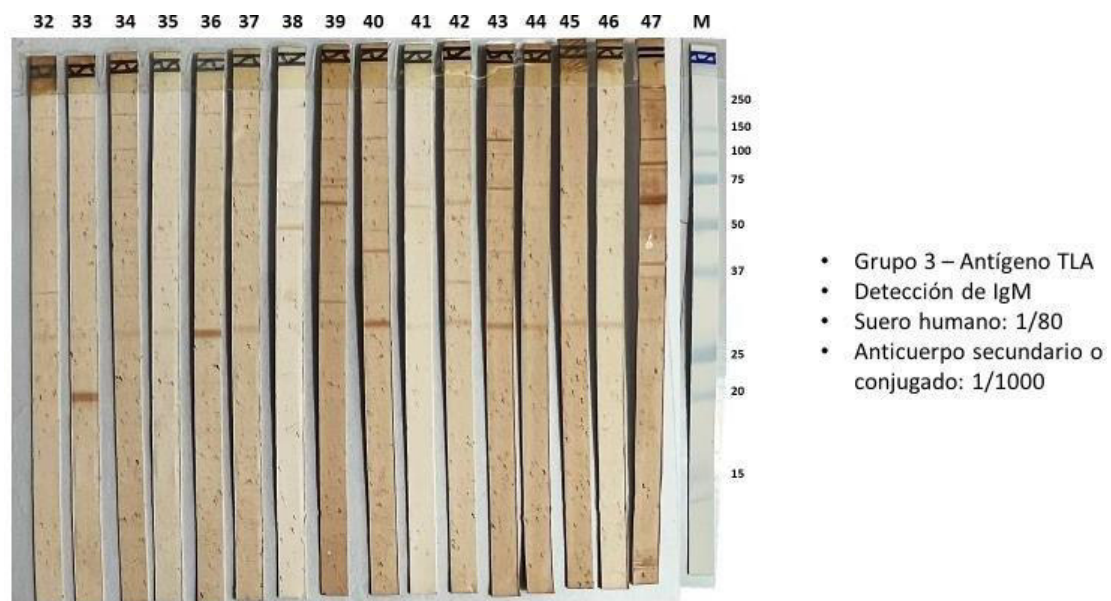 32 33 34 35 36 37 38 39 40 41 42 43 44 45 46 47 M
250
150
100
75
50
37
25
20
15
• Grupo 3 – Antígeno TLA
• Detección de IgM
• Suero humano: 1/80
• Anticuerpo secundario o
conjugado: 1/1000